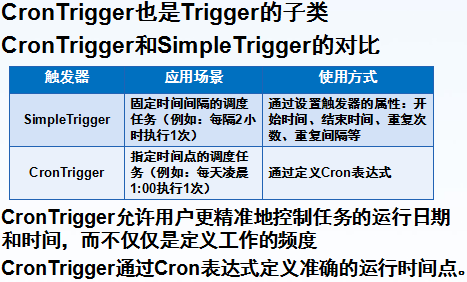 CronTrigger也是Trigger的子类
CronTrigger和SimpleTrigger的对比
触发器 应用场景 使用方式
SimpleTrigger
固定时间间隔的调度
任务（例如：每隔2小
时执行1次）
通过设置触发器的属性：开
始时间、结束时间、重复次
数、重复间隔等
CronTrigger
指定时间点的调度任
务（例如：每天凌晨
1:00执行1次）
通过定义Cron表达式
CronTrigger允许用户更精准地控制任务的运行日期
和时间，而不仅仅是定义工作的频度
CronTrigger通过Cron表达式定义准确的运行时间点。